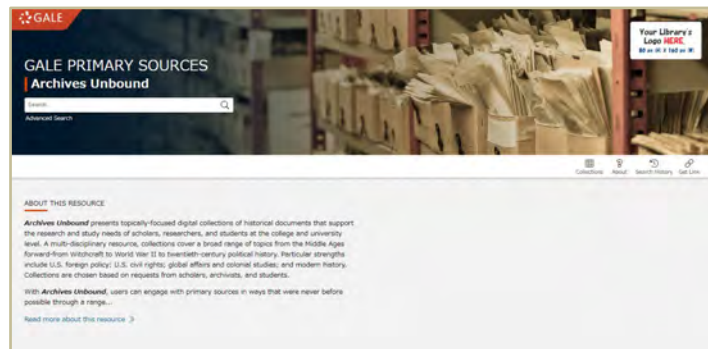 GALE
Your Library's
Logo HERE.
GALE PRIMARY SOURCES
Archives Unbound
Search
Advanced Search
Collections About Search History Get Link
ABOUT THIS RESOURCE
Archives Unbound presents topically-focused digital collections of historical documents that support
the research and study needs of scholars, researchers, and students at the college and university
level. A multi-disciplinary resource, collections cover a broad range of topics from the Middle Ages
forward-from Witchcraft to World War II to twentieth-century political history. Particular strengths
include U.S. foreign policy; U.S. civil rights; global affairs and colonial studies; and modern history.
Collections are chosen based on requests from scholars, archivists, and students.
With Archives Unbound, users can engage with primary sources in ways that were never before
possible through a range...
Read more about this resource >